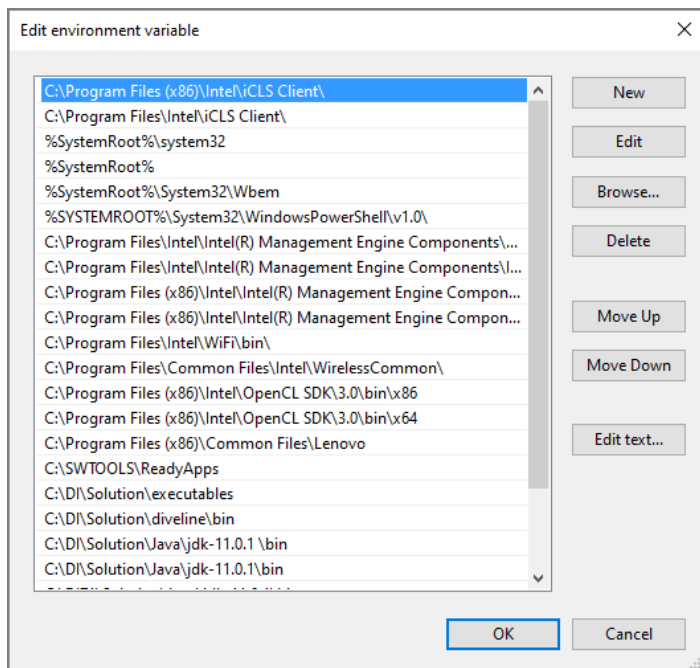 Edit environment variable
C:\Program Files (x86)\Intel\iCLS Client\
New
C:\Program Files\Intel\iCLS Client\
%SystemRoot%\system32
Edit
%SystemRoot%
%SystemRoot%\System32\Wbem
Browse...
%SYSTEMROOT%\System32\WindowsPowerShell\v1.0\
C:\Program Files\Intel\Intel(R) Management Engine Components\...
Delete
C:\Program Files\Intel\Intel(R) Management Engine Components\I...
C:\Program Files (x86)\Intel\Intel(R) Management Engine Compon...
C:\Program Files (x86)\Intel\Intel(R) Management Engine Compon...
Move Up
C:\Program Files\Intel\WiFi\bin\
C:\Program Files\Common Files\Intel\WirelessCommon\
Move Down
C:\Program Files (x86)\Intel\OpenCL SDK\3.0\bin\x86
C:\Program Files (x86)\Intel\OpenCL SDK\3.0\bin\x64
C:\Program Files (x86)\Common Files\Lenovo
Edit text...
C:\SWTOOLS\ReadyApps
C:\DI\Solution\executables
C:\DI\Solution\diveline\bin
C:\DI\Solution\Java\jdk-11.0.1 \bin
C:\DI\Solution\Java\jdk-11.0.1\bin
OK
Cancel